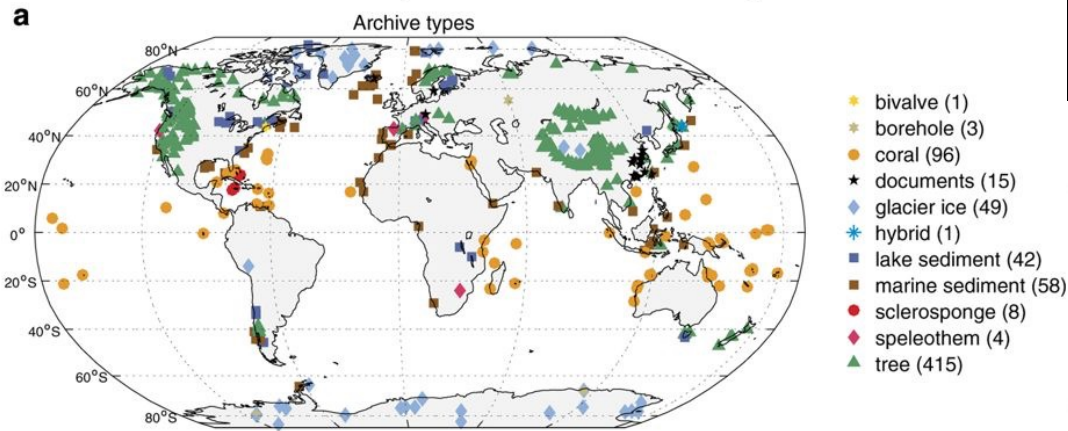 a
Archive types
80°N
60°N
40°N
20°N
0°
20°S
40°S
60°S
80°S
bivalve (1)
borehole (3)
coral (96)
documents (15)
glacier ice (49)
hybrid (1)
lake sediment (42)
marine sediment (58)
sclerosponge (8)
speleothem (4)
tree (415)